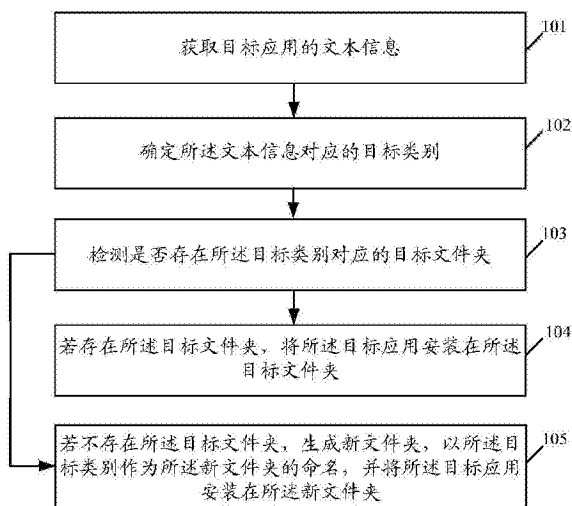 101
获取目标应用的文本信息
102
确定所述文本信息对应的目标类别
103
检测是否存在所述目标类别对应的目标文件夹
104
若存在所述目标文件夹，将所述目标应用安装在所述
目标文件夹
105
若不存在所述目标文件夹，生成新文件夹，以所述目
标类别作为所述新文件夹的命名，并将所述目标应用
安装在所述新文件夹